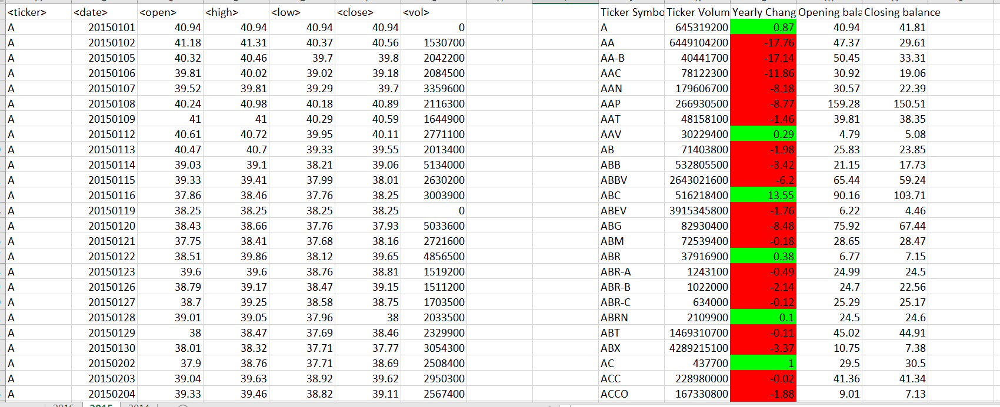 <ticker> <date> <open> <high> <low> <close> <vol> Ticker Symbo Ticker Volum Yearly Chang Opening bala Closing balance
A 20150101 40.94 40.94 40.94 40.94 0 A 645319200 0.87 40.94 41.81
A 20150102 41.18 41.31 40.37 40.56 1530700 AA 6449104200 -17.76 47.37 29.61
A 20150105 40.32 40.46 39.7 39.8 2042200 AA-B 40441700 -17.14 50.45 33.31
A 20150106 39.81 40.02 39.02 39.18 2084500 AAC 78122300 -11.86 30.92 19.06
A 20150107 39.52 39.81 39.29 39.7 3359600 AAN 179606700 -8.18 30.57 22.39
A 20150108 40.24 40.98 40.18 40.89 2116300 AAP 266930500 -8.77 159.28 150.51
A 20150109 41 41 40.29 40.59 1644900 AAT 48158100 -1.46 39.81 38.35
A 20150112 40.61 40.72 39.95 40.11 2771100 AAV 30229400 0.29 4.79 5.08
A 20150113 40.47 40.7 39.33 39.55 2013400 AB 71403800 -1.98 25.83 23.85
A 20150114 39.03 39.1 38.21 39.06 5134000 ABB 532805500 -3.42 21.15 17.73
A 20150115 39.33 39.41 37.99 38.01 2630200 ABBV 2643021600 -6.2 65.44 59.24
A 20150116 37.86 38.46 37.76 38.25 3003900 ABC 516218400 13.55 90.16 103.71
A 20150119 38.25 38.25 38.25 38.25 0 ABEV 3915345800 -1.76 6.22 4.46
A 20150120 38.43 38.66 37.76 37.93 5033600 ABG 82930400 -8.48 75.92 67.44
A 20150121 37.75 38.41 37.68 38.16 2721600 ABM 72539400 -0.18 28.65 28.47
A 20150122 38.51 39.86 38.12 39.65 4856500 ABR 37916900 0.38 6.77 7.15
A 20150123 39.6 39.6 38.76 38.81 1519200 ABR-A 1243100 -0.49 24.99 24.5
A 20150126 38.79 39.17 38.47 39.15 1511200 ABR-B 1022000 -2.14 24.7 22.56
A 20150127 38.7 39.25 38.58 38.75 1703500 ABR-C 634000 -0.12 25.29 25.17
A 20150128 39.01 39.05 37.96 38 2033500 ABRN 2109900 0.1 24.5 24.6
A 20150129 38 38.47 37.69 38.46 2329900 ABT 1469310700 -0.11 45.02 44.91
A 20150130 38.01 38.32 37.71 37.77 3054300 ABX 4289215100 -3.37 10.75 7.38
A 20150202 37.9 38.76 37.71 38.69 2508400 AC 437700 1 29.5 30.5
A 20150203 39.04 39.63 38.92 39.62 2950300 ACC 228980000 -0.02 41.36 41.34
A 20150204 39.33 39.46 38.82 39.11 2567400 ACCO 167330800 -1.88 9.01 7.13
2016 2015 2014